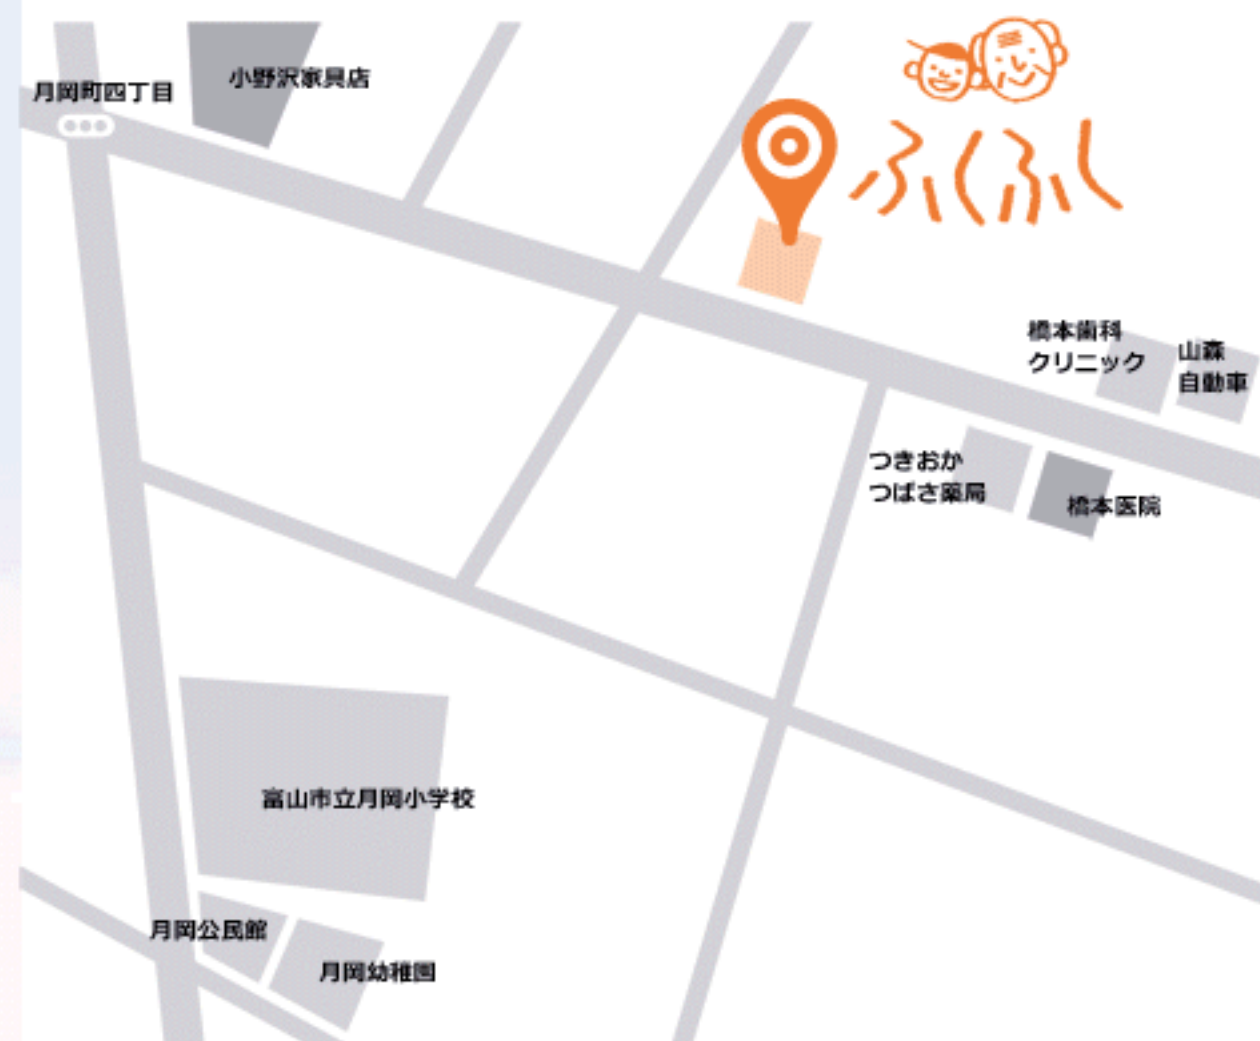 小野沢家具店
月岡町四丁目
ふくふく
橋本歯科
クリニック
山森
自動車
つきおか
つばさ薬局
橋本医院
富山市立月岡小学校
月岡公民館
月岡幼稚園